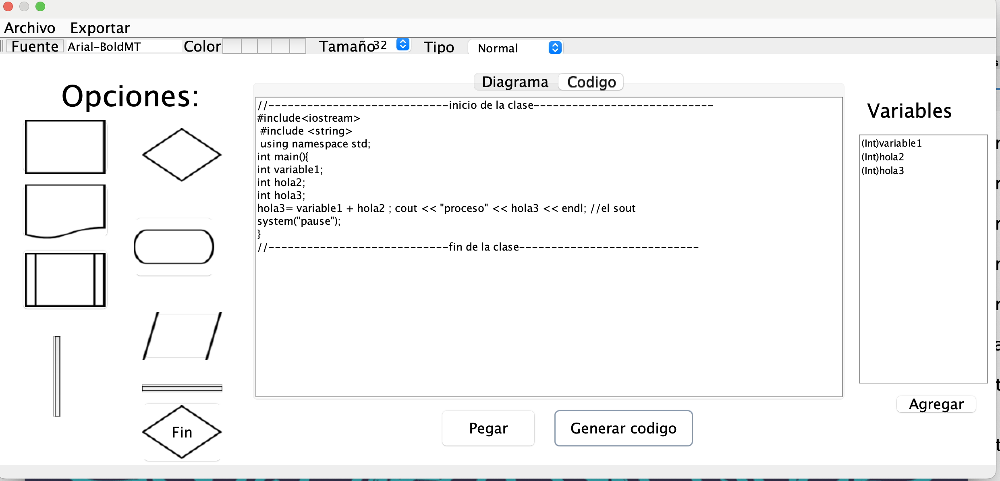 Archivo Exportar
Fuente Arial-BoldMT Color Tamaño 32 Tipo Normal
Opciones:
Fin
Diagrama Codigo
//----------------------------inicio de la clase----------------------------
#include<iostream>
#include <string>
using namespace std;
int main(){
int variable1;
int hola2;
int hola3;
hola3= variable1 + hola2 ; cout << "proceso" << hola3 << endl; //el sout
system("pause");
}
//----------------------------fin de la clase----------------------------
Pegar Generar codigo
Variables
(Int)variable1
(Int)hola2
(Int)hola3
Agregar